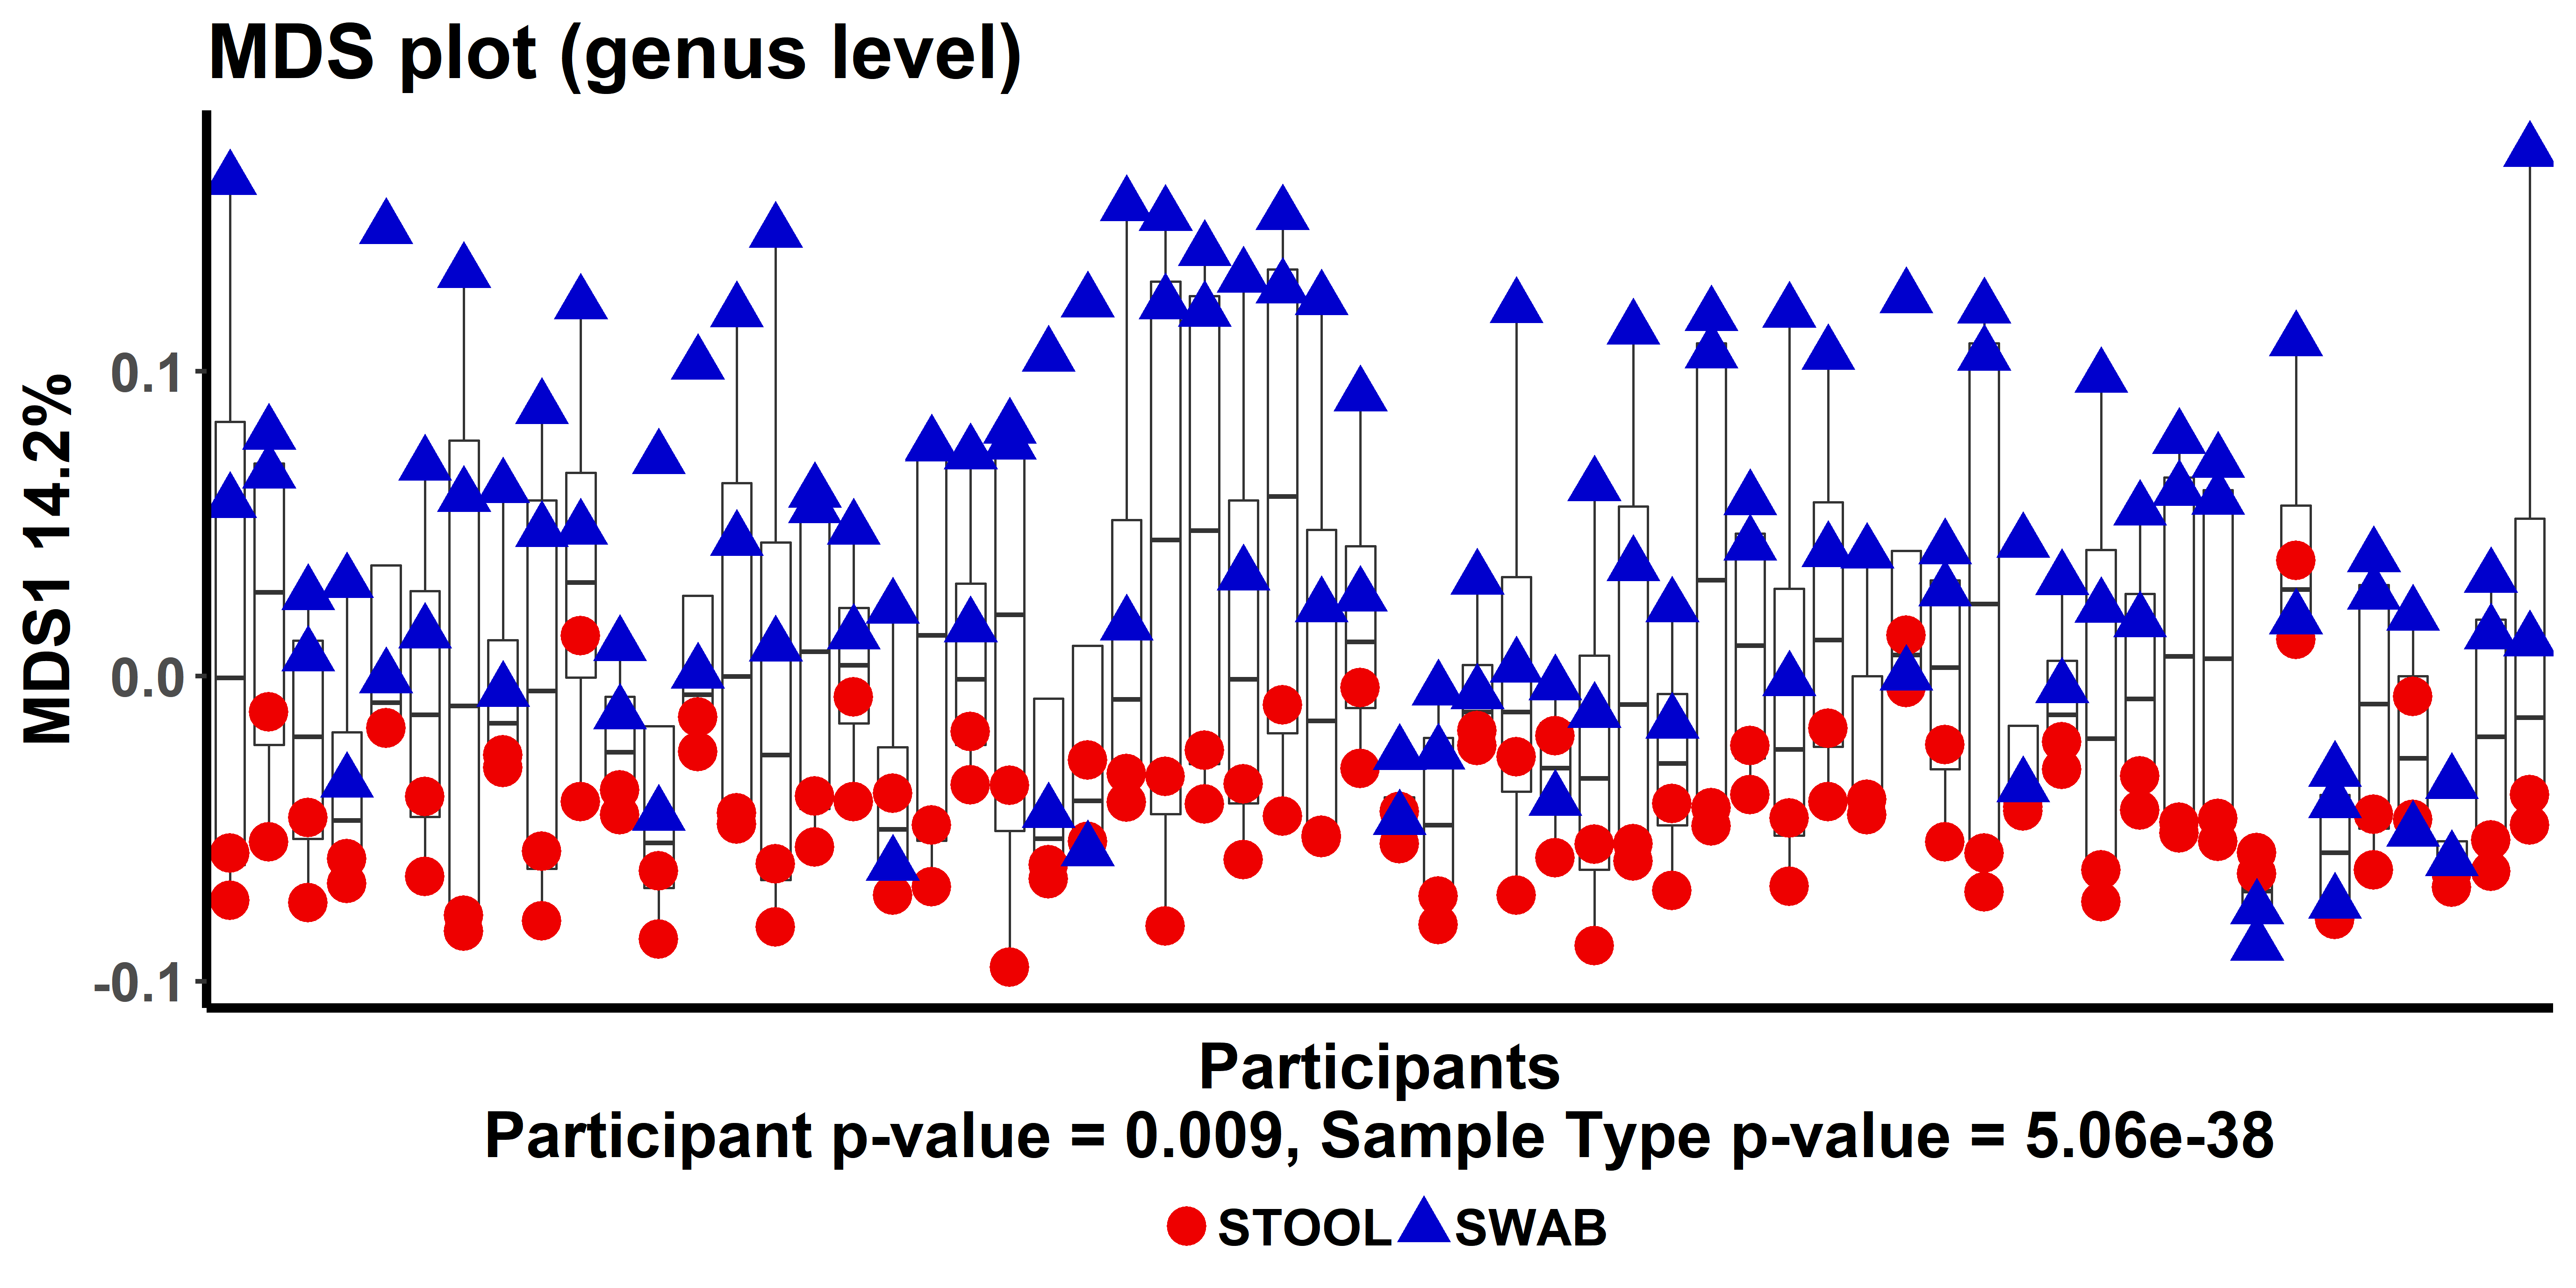 MDS plot (genus level)
MDS1 14.2%
0.1
0.0
-0.1
Participants
Participant p-value = 0.009, Sample Type p-value = 5.06e-38
STOOL SWAB